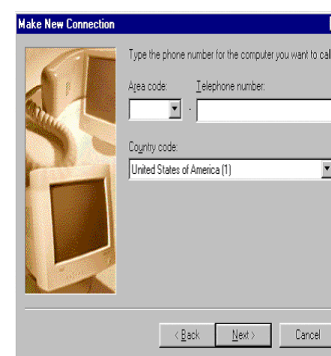 Make New Connection
Type the phone number for the computer you want to cal
Area code: Telephone number:
-
Country code:
United States of America (1)
< Back Next > Cancel